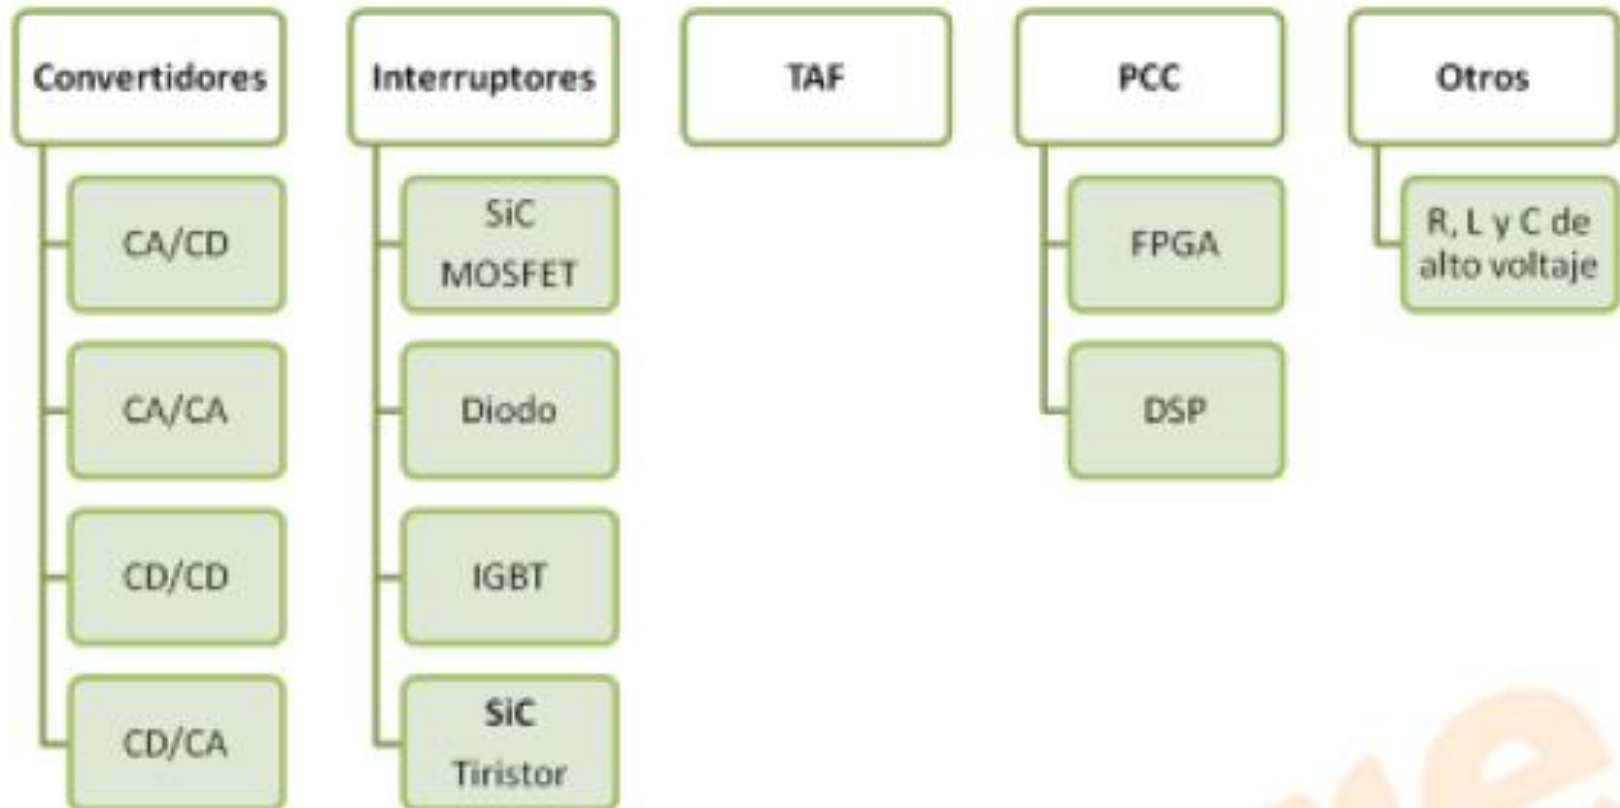 Convertidores
CA/CD
CA/CA
CD/CD
CD/CA
Interruptores
SiC
MOSFET
Diodo
IGBT
SiC
Tiristor
TAF
PCC
FPGA
DSP
Otros
R, L y C de
alto voltaje